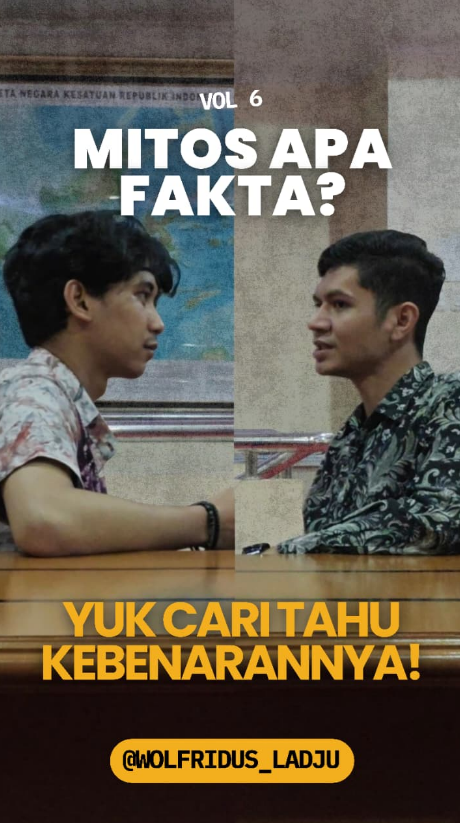 ETA NEGARA KESATUAN REPUBLIK INDO
VOL 6
MITOS APA
FAKTA?
YUK CARI TAHU
KEBENARANNYA!
@WOLFRIDUS_LADJU